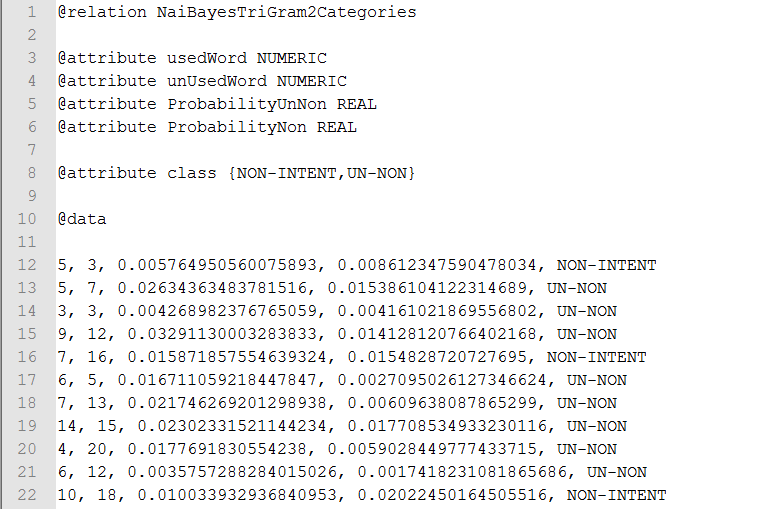 1 @relation NaiBayesTriGram2Categories
2
3 @attribute usedWord NUMERIC
4 @attribute unUsedWord NUMERIC
5 @attribute ProbabilityUnNon REAL
6 @attribute ProbabilityNon REAL
7
8 @attribute class {NON-INTENT,UN-NON}
9
10 @data
11
12 5, 3, 0.005764950560075893, 0.008612347590478034, NON-INTENT
13 5, 7, 0.02634363483781516, 0.015386104122314689, UN-NON
14 3, 3, 0.004268982376765059, 0.004161021869556802, UN-NON
15 9, 12, 0.03291130003283833, 0.014128120766402168, UN-NON
16 7, 16, 0.015871857554639324, 0.0154828720727695, NON-INTENT
17 6, 5, 0.016711059218447847, 0.0027095026127346624, UN-NON
18 7, 13, 0.021746269201298938, 0.00609638087865299, UN-NON
19 14, 15, 0.02302331521144234, 0.017708534933230116, UN-NON
20 4, 20, 0.0177691830554238, 0.0059028449777433715, UN-NON
21 6, 12, 0.0035757288284015026, 0.0017418231081865686, UN-NON
22 10, 18, 0.010033932936840953, 0.02022450164505516, NON-INTENT